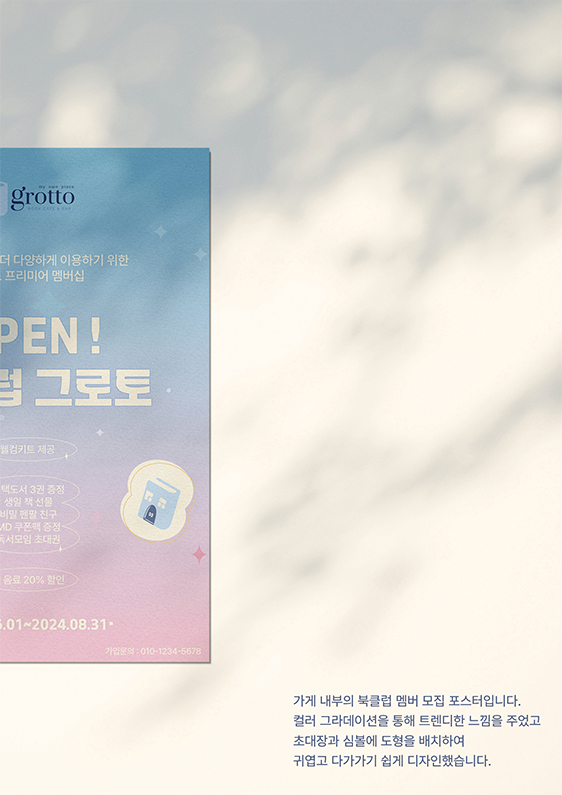 my own place
grotto
더 다양하게 이용하기 위한
프리미어 멤버십
PEN !
럽 그로토
웰컴키트 제공
택도서 3권 증정
생일 책 선물
비밀 펜팔 친구
MD 쿠폰팩 증정
독서모임 초대권
음료 20% 할인
.01~2024.08.31*
가입문의 : 010-1234-5678
가게 내부의 북클럽 멤버 모집 포스터입니다.
컬러 그라데이션을 통해 트렌디한 느낌을 주었고
초대장과 심볼에 도형을 배치하여
귀엽고 다가가기 쉽게 디자인했습니다.